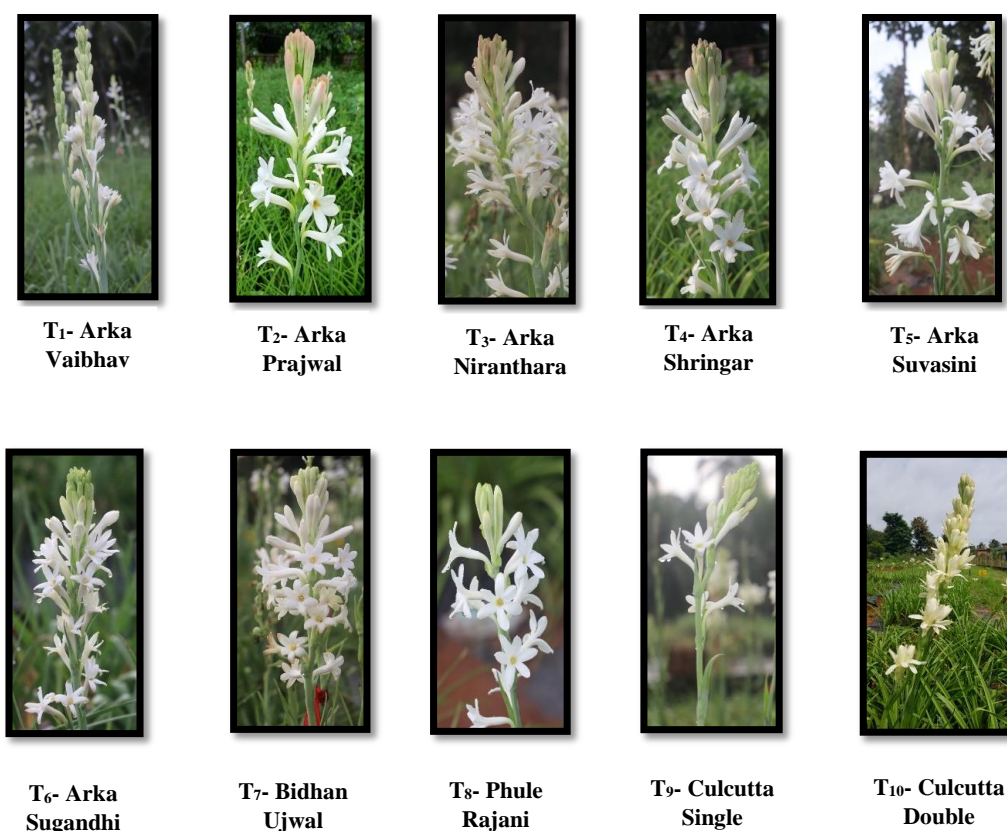 T1- Arka
Vaibhav
T2- Arka
Prajwal
T3- Arka
Niranthara
T4- Arka
Shringar
T5- Arka
Suvasini
T6- Arka
Sugandhi
T7- Bidhan
Ujwal
T8- Phule
Rajani
T9- Culcutta
Single
T10- Culcutta
Double